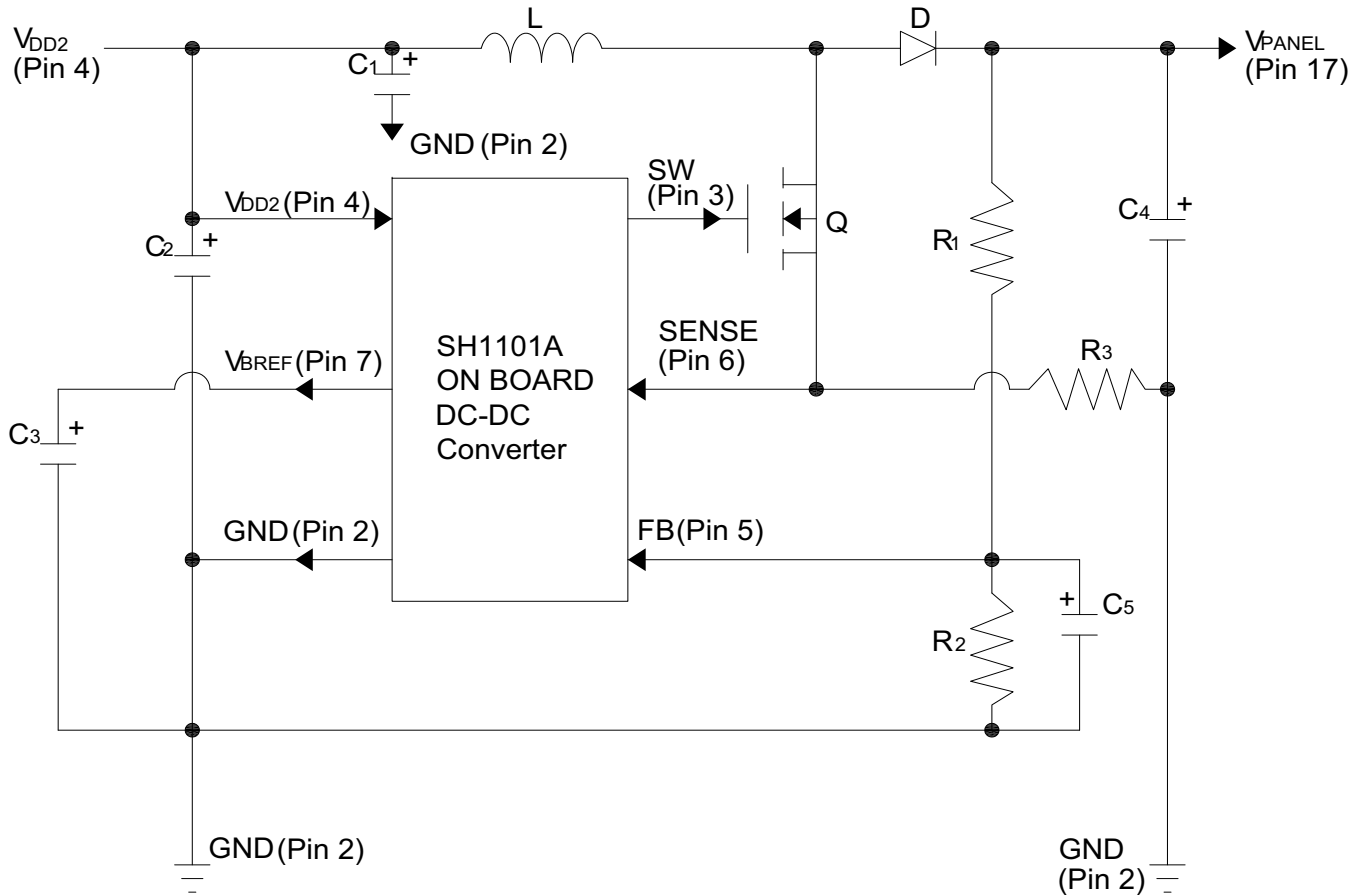 L
D
VDD2
(Pin 4)
C1
+
VPANEL
(Pin 17)
GND (Pin 2)
SW
(Pin 3)
VDD2 (Pin 4)
C2
+
Q
R1
C4
+
SH1101A
ON BOARD
DC-DC
Converter
VBREF (Pin 7)
SENSE
(Pin 6)
R3
C3
+
GND (Pin 2)
FB (Pin 5)
R2
+
C5
GND (Pin 2)
GND
(Pin 2)